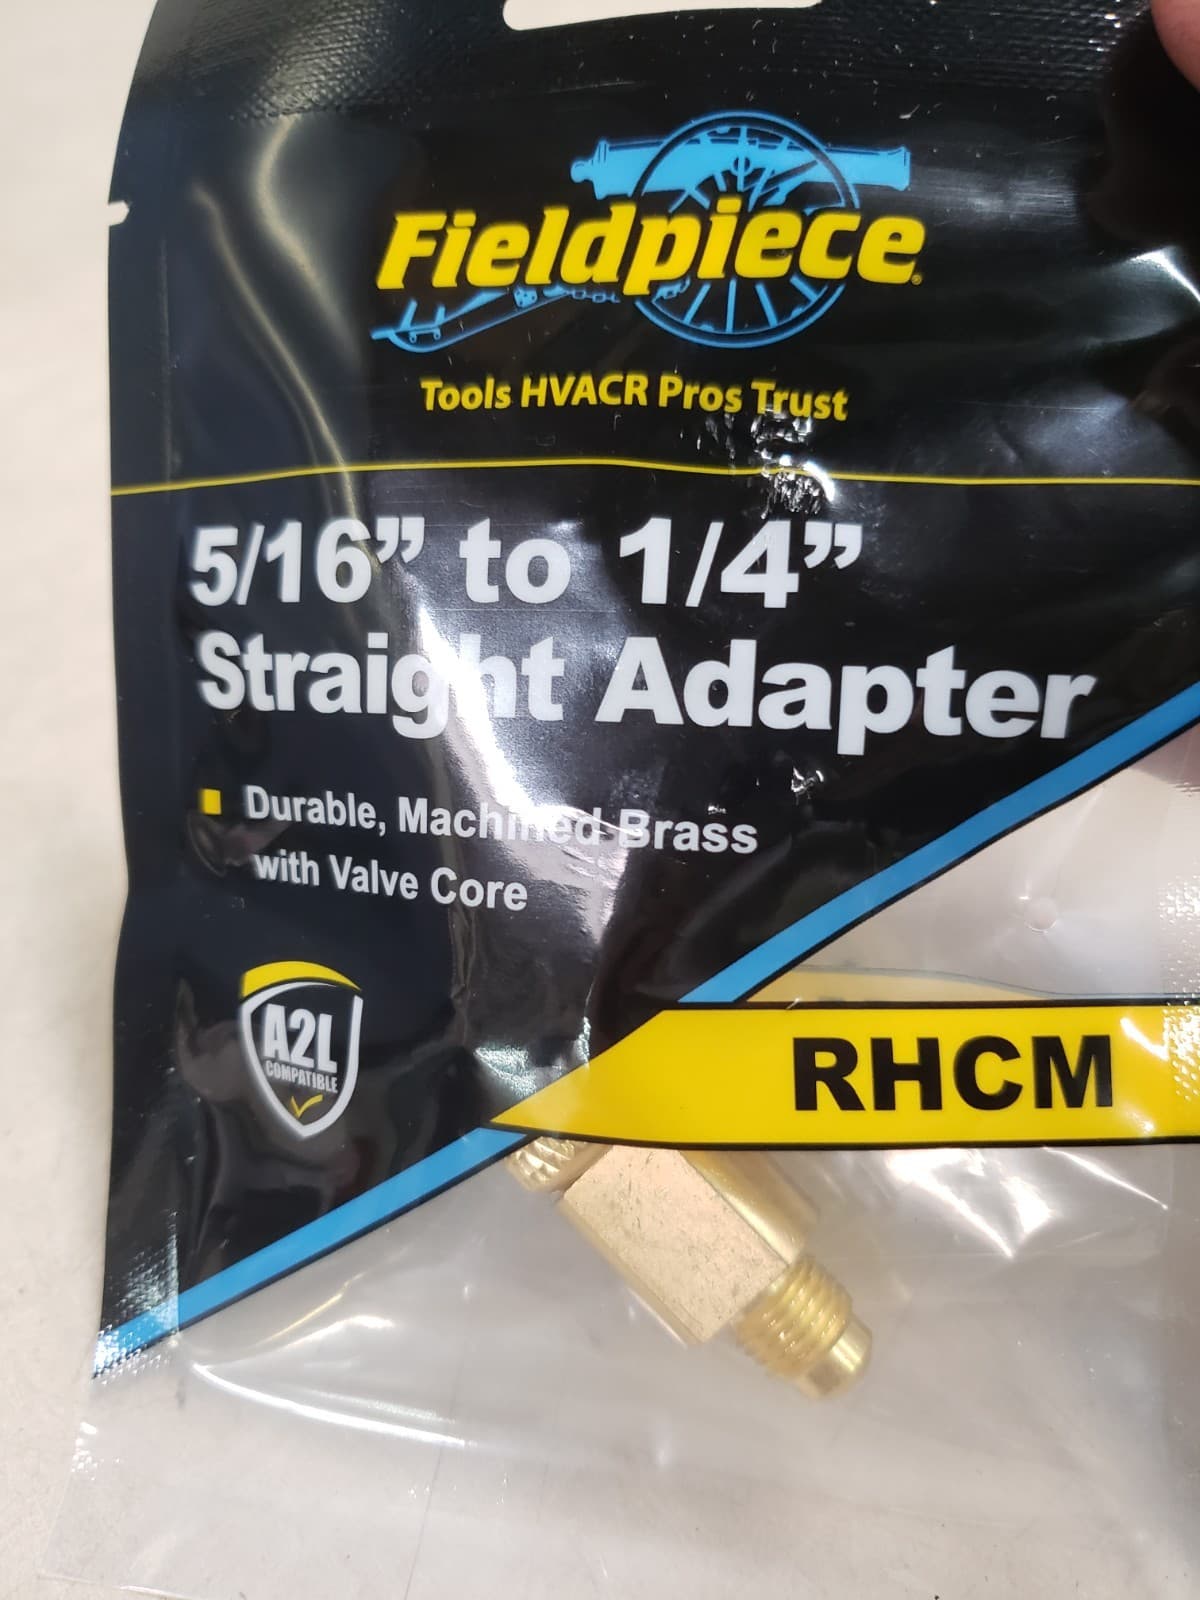 Fieldpiece®
Tools HVACR Pros Trust
5/16” to 1/4”
Straight Adapter
Durable, Machined Brass
with Valve Core
A2L
COMPATIBLE
RHCM